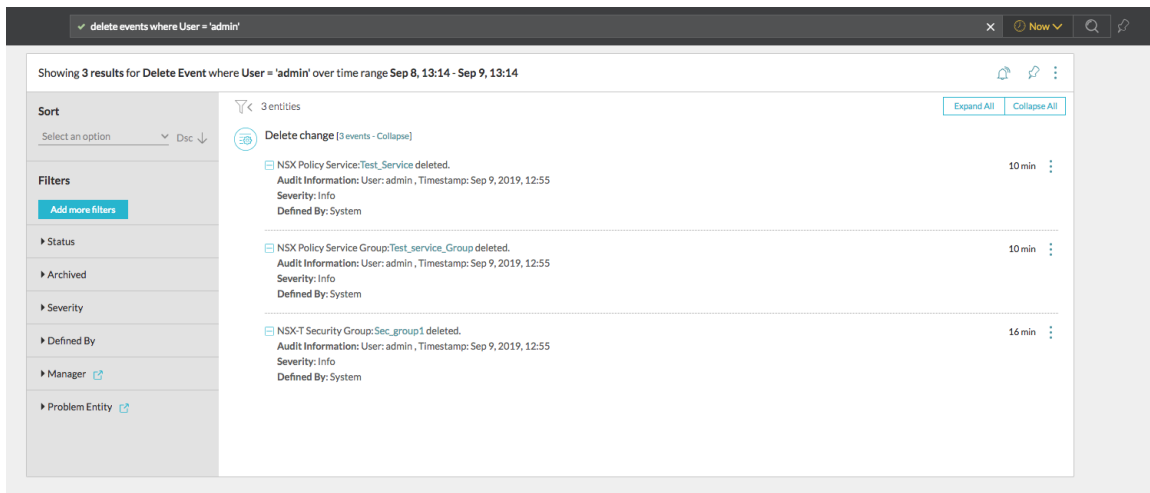 delete events where User = 'admin'
Now
Showing 3 results for Delete Event where User = 'admin' over time range Sep 8, 13:14 - Sep 9, 13:14
Sort
Select an option
Dsc
Filters
Add more filters
Status
Archived
Severity
Defined By
Manager
Problem Entity
3 entities
Expand All
Collapse All
Delete change [3 events - Collapse]
NSX Policy Service:Test_Service deleted.
10 min
Audit Information: User: admin , Timestamp: Sep 9, 2019, 12:55
Severity: Info
Defined By: System
NSX Policy Service Group:Test_service_Group deleted.
10 min
Audit Information: User: admin , Timestamp: Sep 9, 2019, 12:55
Severity: Info
Defined By: System
NSX-T Security Group:Sec_group1 deleted.
16 min
Audit Information: User: admin , Timestamp: Sep 9, 2019, 12:55
Severity: Info
Defined By: System